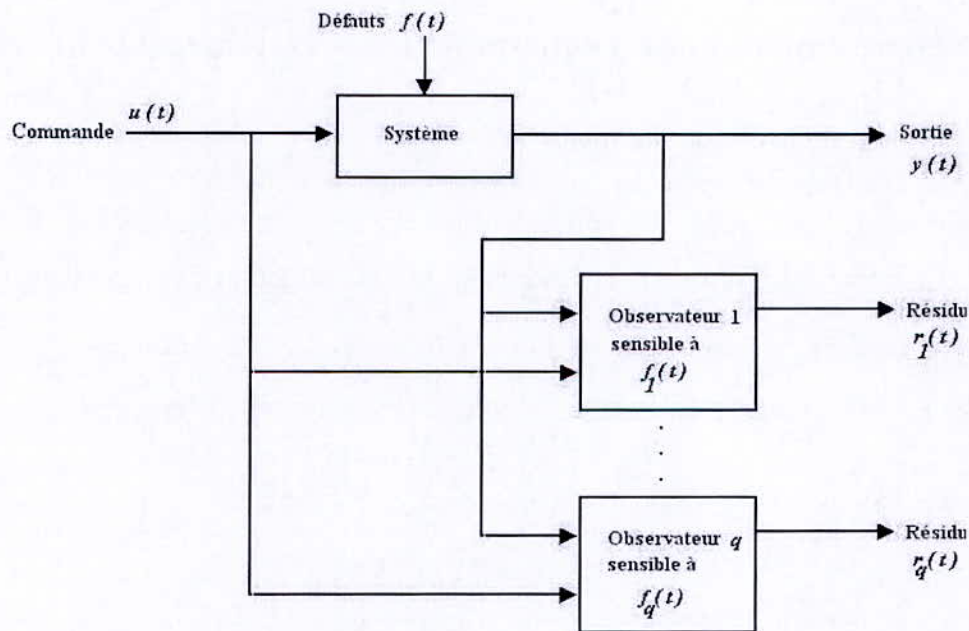 Défauts f(t)
Commande u(t)
Système
Sortie
y(t)
Observateur 1
sensible à
f1(t)
Résidu
r1(t)
.
.
.
Observateur q
sensible à
fq(t)
Résidu
rq(t)